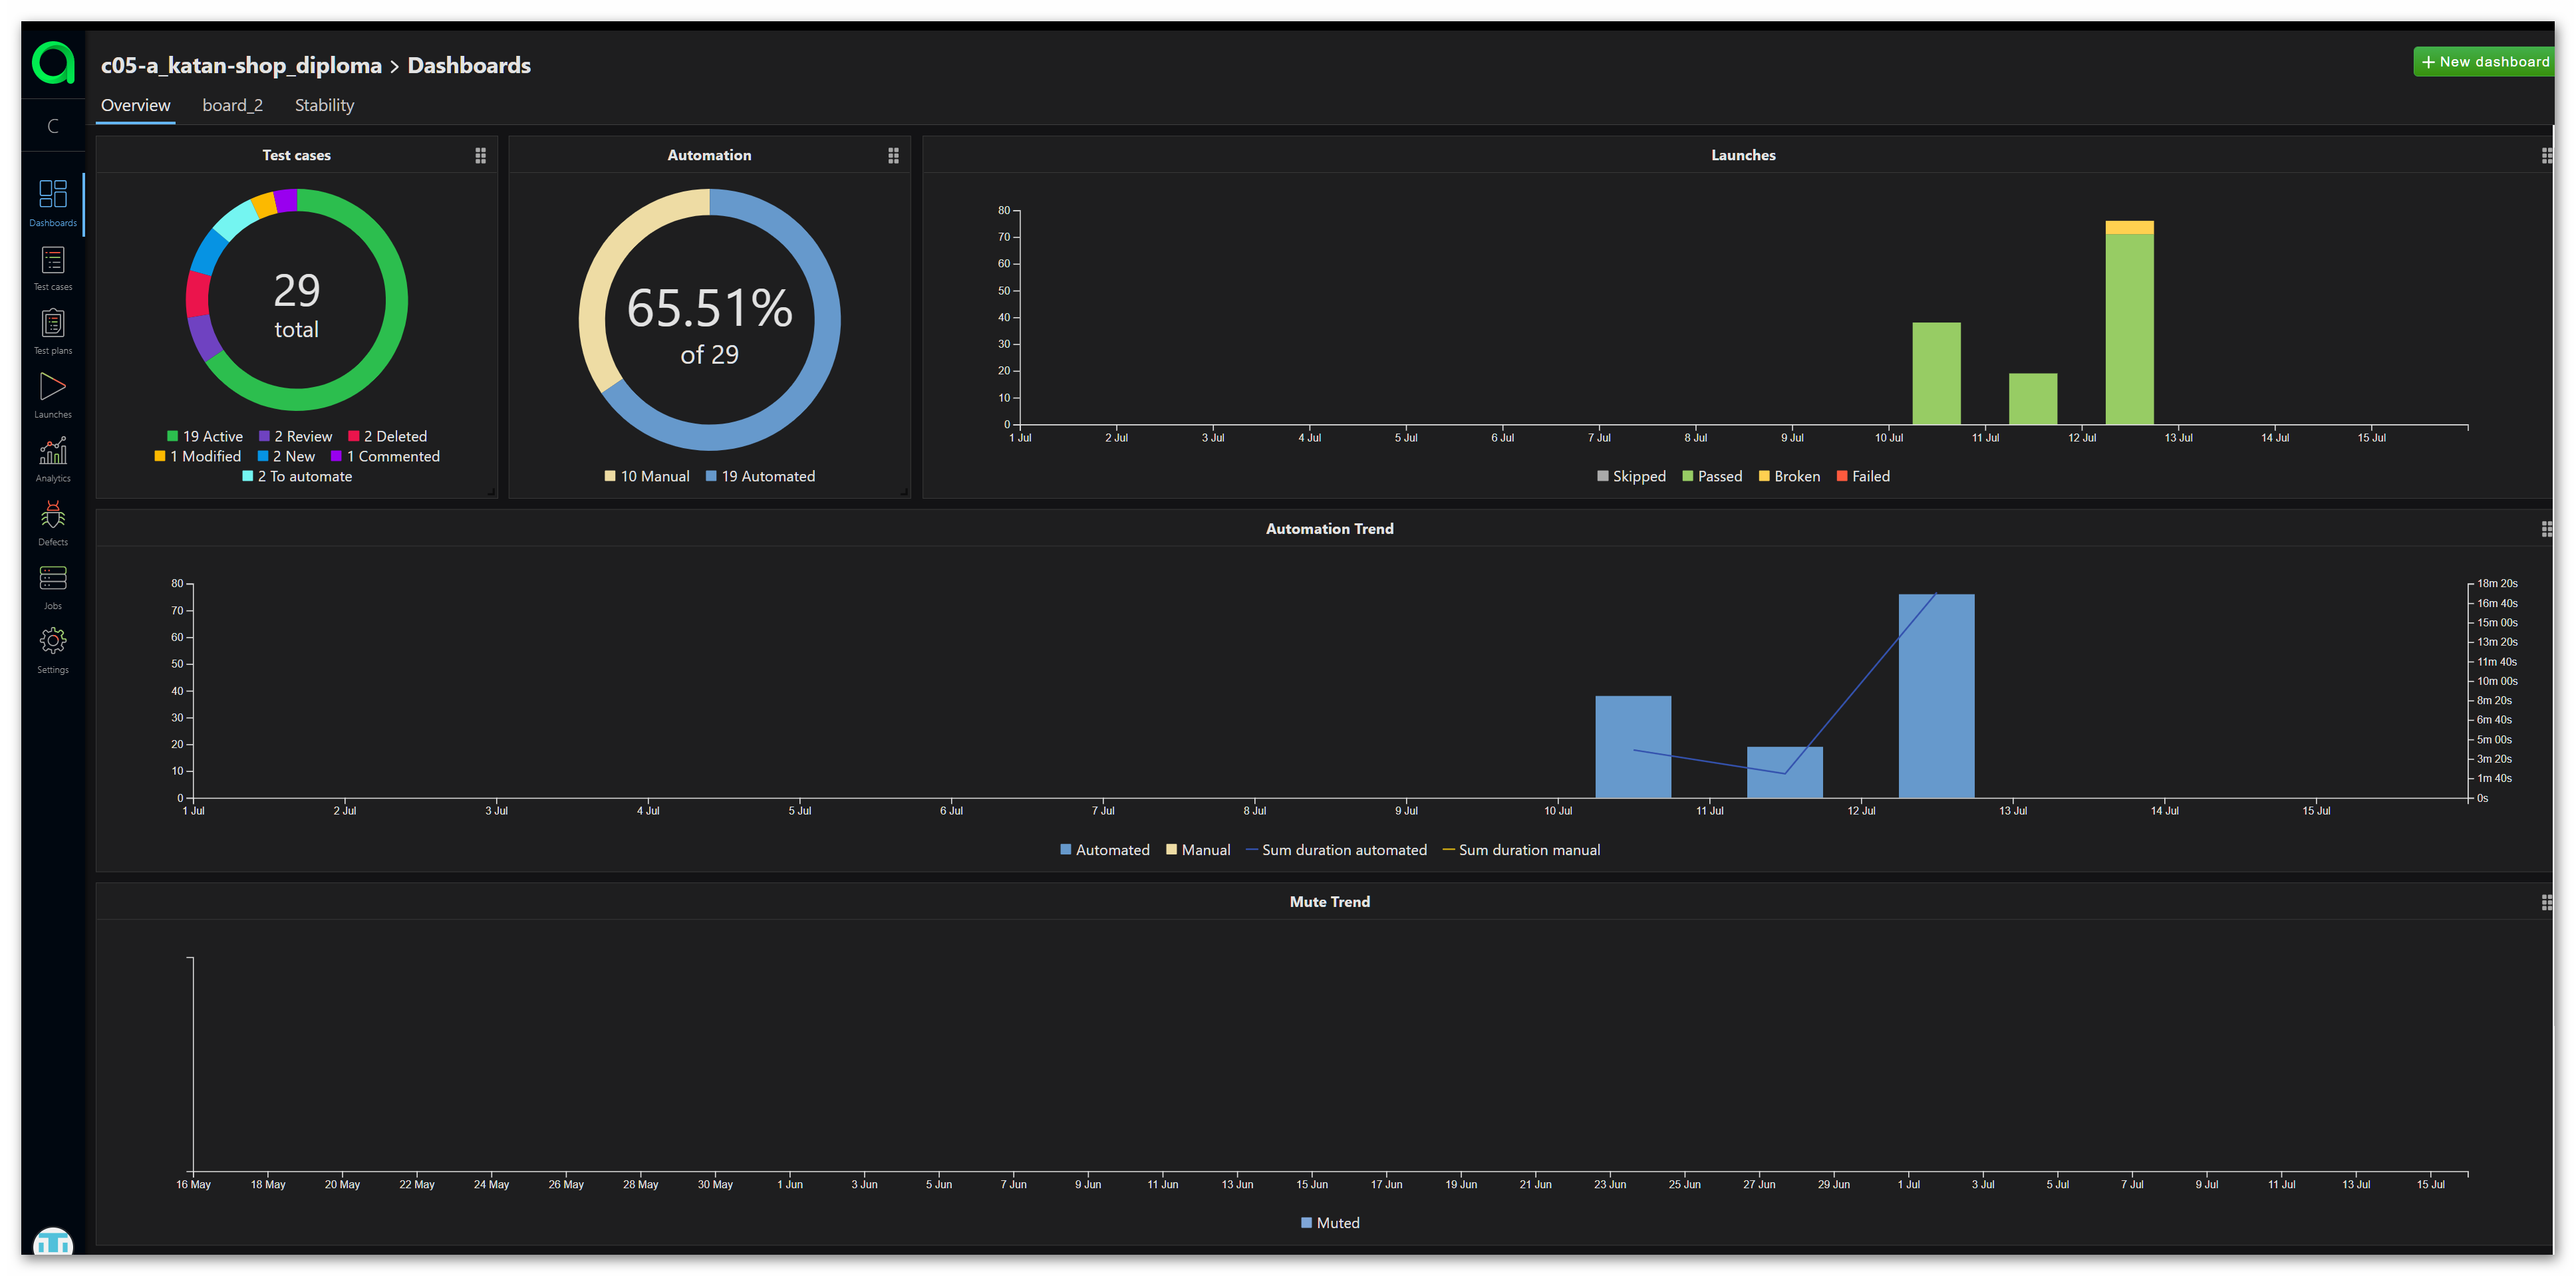 c05-a_katan-shop_diploma > Dashboards
+ New dashboard
Overview board_2 Stability
C
Dashboards
Test cases
Test plans
Launches
Analytics
Defects
Jobs
Settings
Test cases
29
total
19 Active 2 Review 2 Deleted
1 Modified 2 New 1 Commented
2 To automate
Automation
65.51%
of 29
10 Manual 19 Automated
Launches
80
70
60
50
40
30
20
10
0
1 Jul 2 Jul 3 Jul 4 Jul 5 Jul 6 Jul 7 Jul 8 Jul 9 Jul 10 Jul 11 Jul 12 Jul 13 Jul 14 Jul 15 Jul
Skipped Passed Broken Failed
Automation Trend
80
70
60
50
40
30
20
10
0
18m 20s
16m 40s
15m 00s
13m 20s
11m 40s
10m 00s
8m 20s
6m 40s
5m 00s
3m 20s
1m 40s
0s
1 Jul 2 Jul 3 Jul 4 Jul 5 Jul 6 Jul 7 Jul 8 Jul 9 Jul 10 Jul 11 Jul 12 Jul 13 Jul 14 Jul 15 Jul
Automated Manual Sum duration automated Sum duration manual
Mute Trend
16 May 18 May 20 May 22 May 24 May 26 May 28 May 30 May 1 Jun 3 Jun 5 Jun 7 Jun 9 Jun 11 Jun 13 Jun 15 Jun 17 Jun 19 Jun 21 Jun 23 Jun 25 Jun 27 Jun 29 Jun 1 Jul 3 Jul 5 Jul 7 Jul 9 Jul 11 Jul 13 Jul 15 Jul
Muted